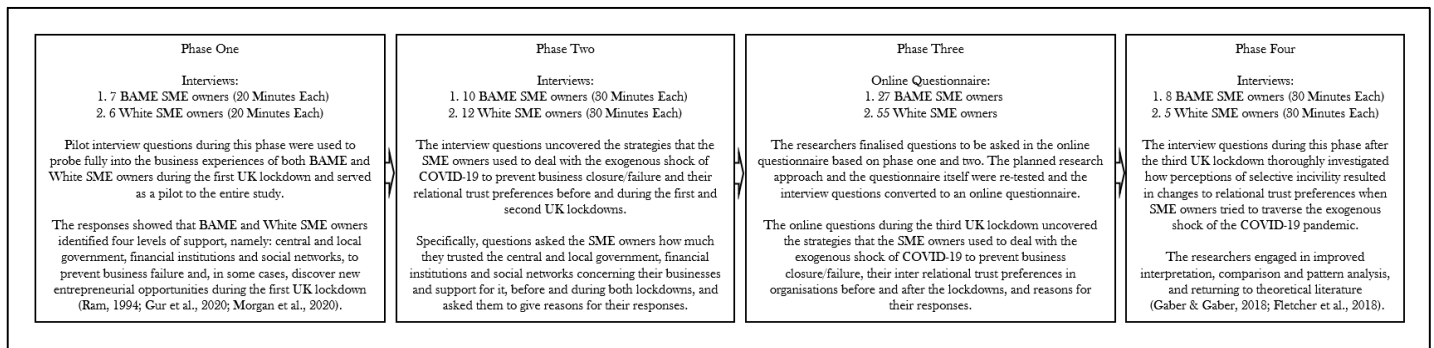 Phase One
Interviews:
1. 7 BAME SME owners (20 Minutes Each)
2. 6 White SME owners (20 Minutes Each)
Pilot interview questions during this phase were used to
probe fully into the business experiences of both BAME and
White SME owners during the first UK lockdown and served
as a pilot to the entire study.
The responses showed that BAME and White SME owners
identified four levels of support, namely: central and local
government, financial institutions and social networks, to
prevent business failure and, in some cases, discover new
entrepreneurial opportunities during the first UK lockdown
(Ram, 1994; Gur et al., 2020; Morgan et al., 2020).
Phase Two
Interviews:
1. 10 BAME SME owners (30 Minutes Each)
2. 12 White SME owners (30 Minutes Each)
The interview questions uncovered the strategies that the
SME owners used to deal with the exogenous shock of
COVID-19 to prevent business closure/failure and their
relational trust preferences before and during the first and
second UK lockdowns.
Specifically, questions asked the SME owners how much
they trusted the central and local government, financial
institutions and social networks concerning their businesses
and support for it, before and during both lockdowns, and
asked them to give reasons for their responses.
Phase Three
Online Questionnaire:
1. 27 BAME SME owners
2. 55 White SME owners
The researchers finalised questions to be asked in the online
questionnaire based on phase one and two. The planned research
approach and the questionnaire itself were re-tested and the
interview questions converted to an online questionnaire.
The online questions during the third UK lockdown uncovered
the strategies that the SME owners used to deal with the
exogenous shock of COVID-19 to prevent business
closure/failure, their inter relational trust preferences in
organisations before and after the lockdowns, and reasons for
their responses.
Phase Four
Interviews:
1. 8 BAME SME owners (30 Minutes Each)
2. 5 White SME owners (30 Minutes Each)
The interview questions during this phase after
the third UK lockdown thoroughly investigated
how perceptions of selective incivility resulted
in changes to relational trust preferences when
SME owners tried to traverse the exogenous
shock of the COVID-19 pandemic.
The researchers engaged in improved
interpretation, comparison and pattern analysis,
and returning to theoretical literature
(Gaber & Gaber, 2018; Fletcher et al., 2018).